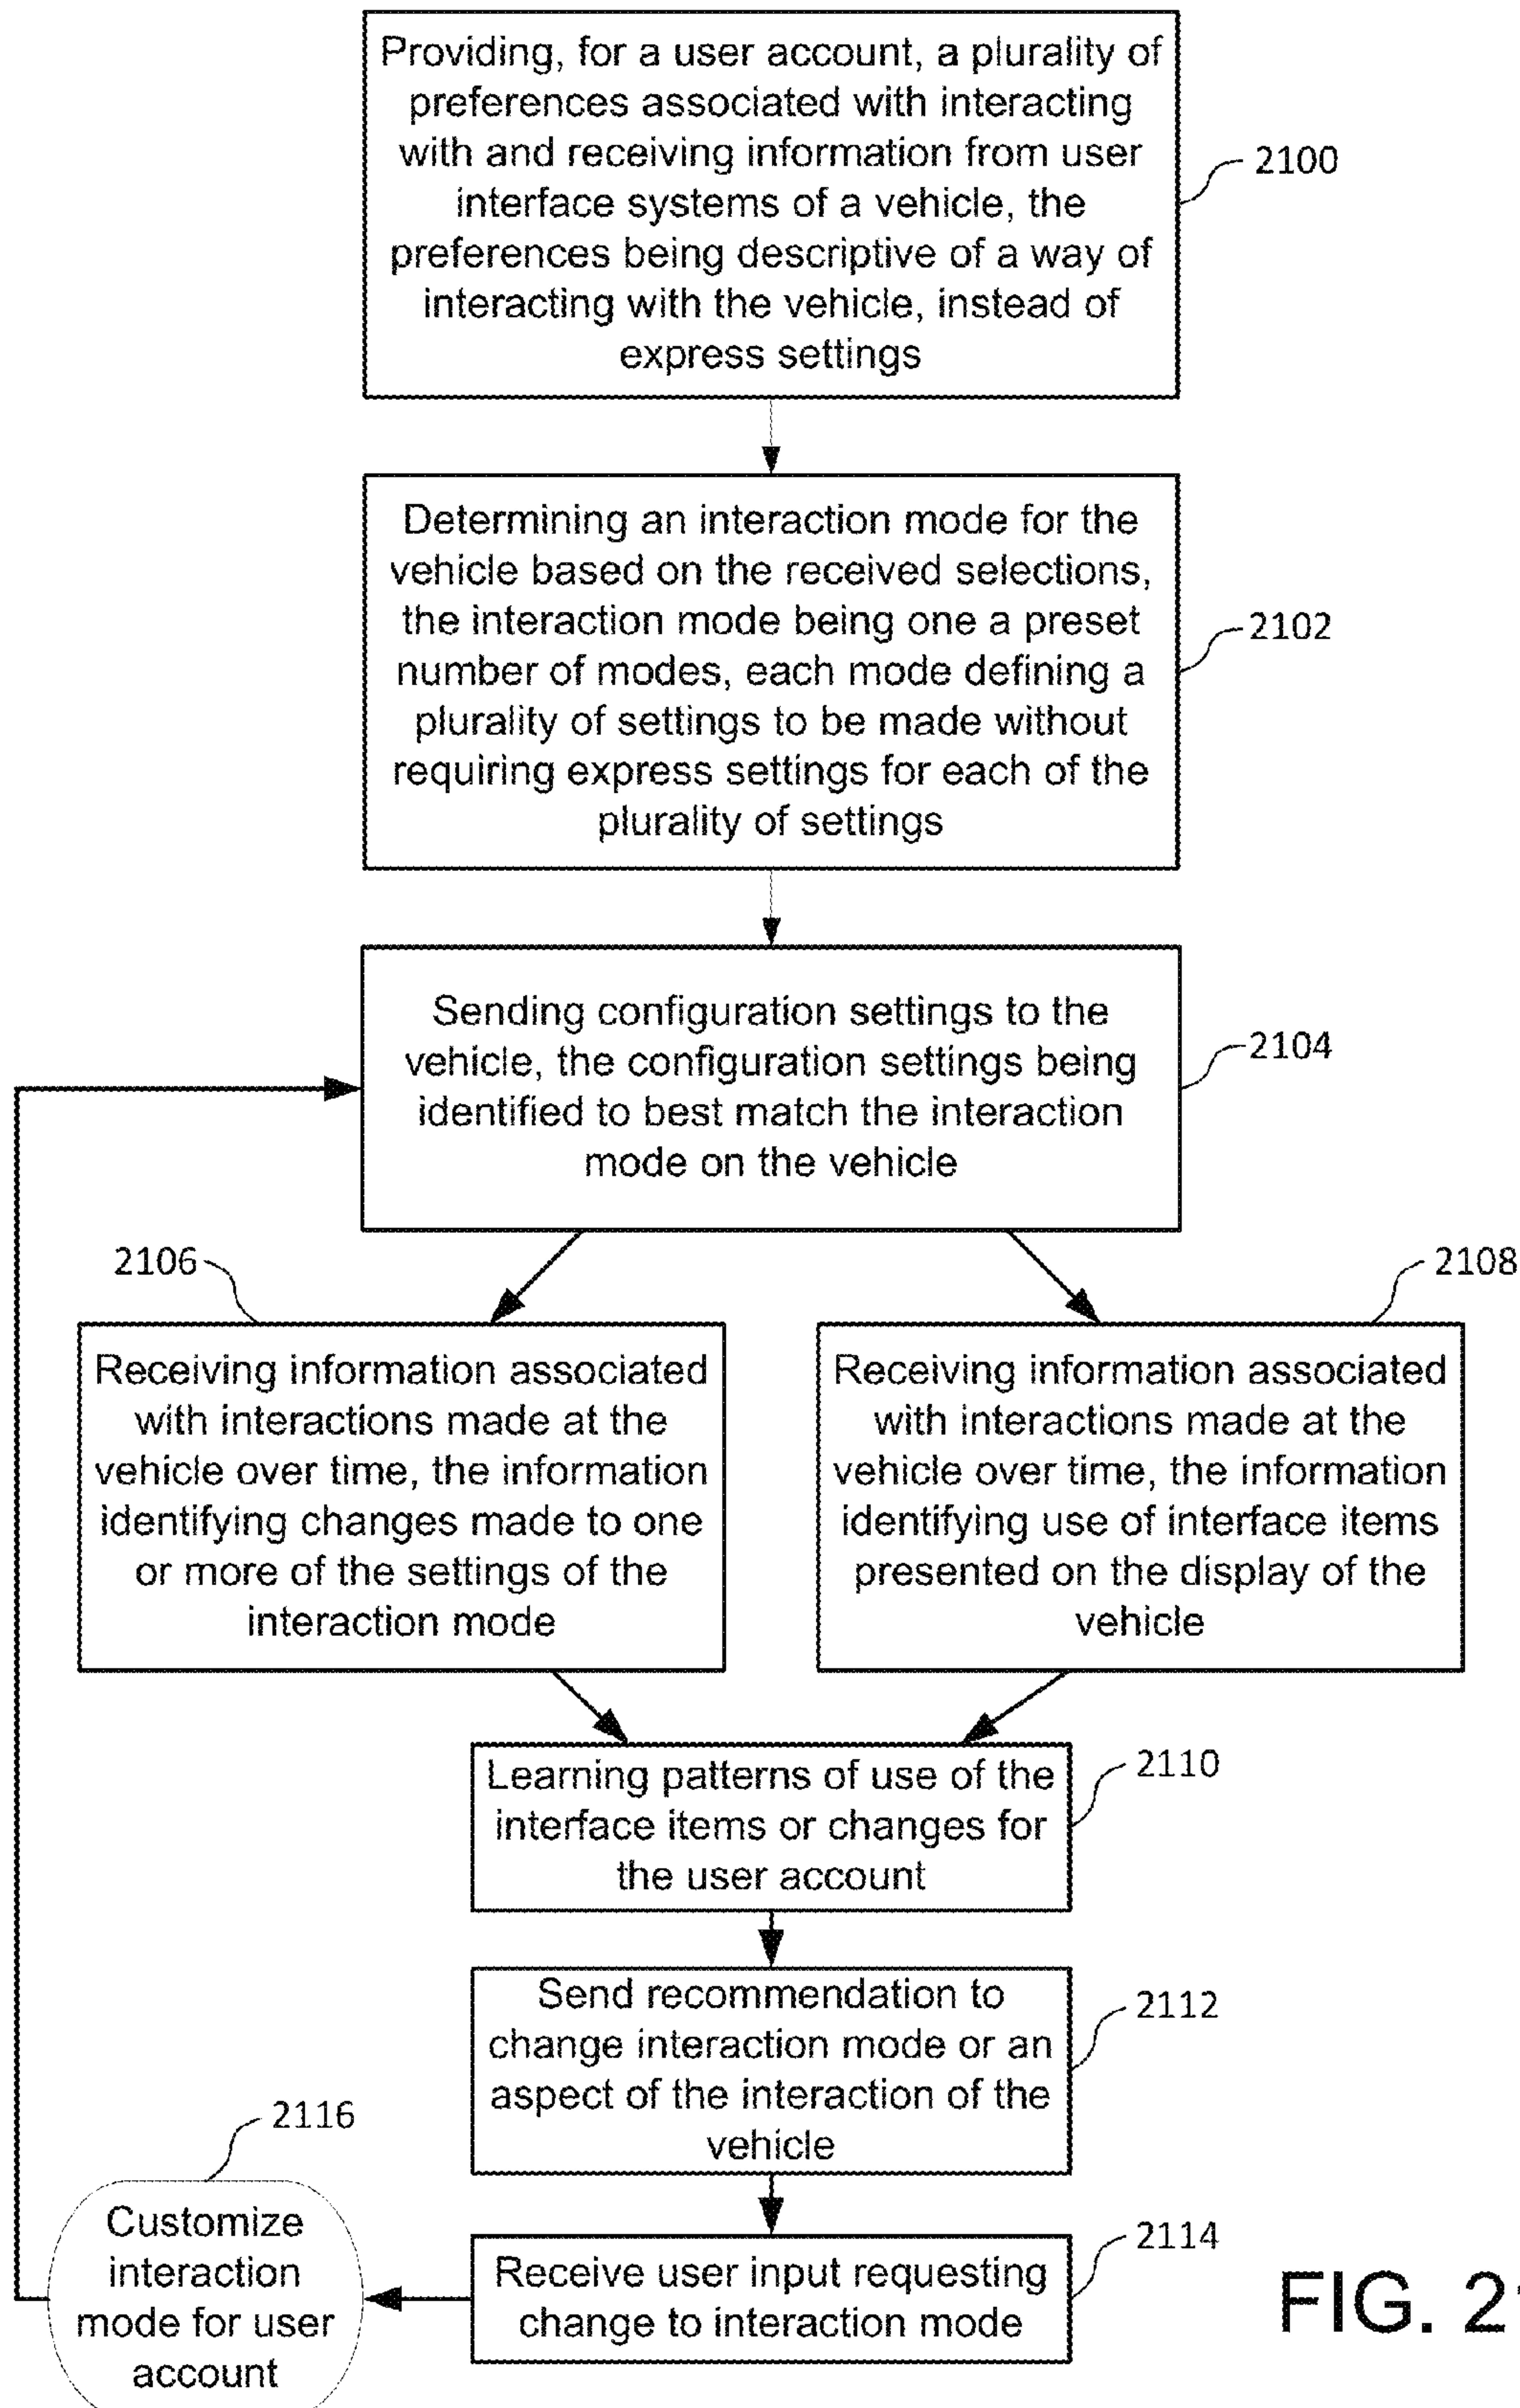 Providing, for a user account, a plurality of
preferences associated with interacting
with and receiving information from user
interface systems of a vehicle, the
preferences being descriptive of a way of
interacting with the vehicle, instead of
express settings
2100
Determining an interaction mode for the
vehicle based on the received selections,
the interaction mode being one a preset
number of modes, each mode defining a
plurality of settings to be made without
requiring express settings for each of the
plurality of settings
2102
Sending configuration settings to the
vehicle, the configuration settings being
identified to best match the interaction
mode on the vehicle
2104
2106
Receiving information associated
with interactions made at the
vehicle over time, the information
identifying changes made to one
or more of the settings of the
interaction mode
2108
Receiving information associated
with interactions made at the
vehicle over time, the information
identifying use of interface items
presented on the display of the
vehicle
Learning patterns of use of the
interface items or changes for
the user account
2110
Send recommendation to
change interaction mode or an
aspect of the interaction of the
vehicle
2112
Receive user input requesting
change to interaction mode
2114
2116
Customize
interaction
mode for user
account
FIG. 21